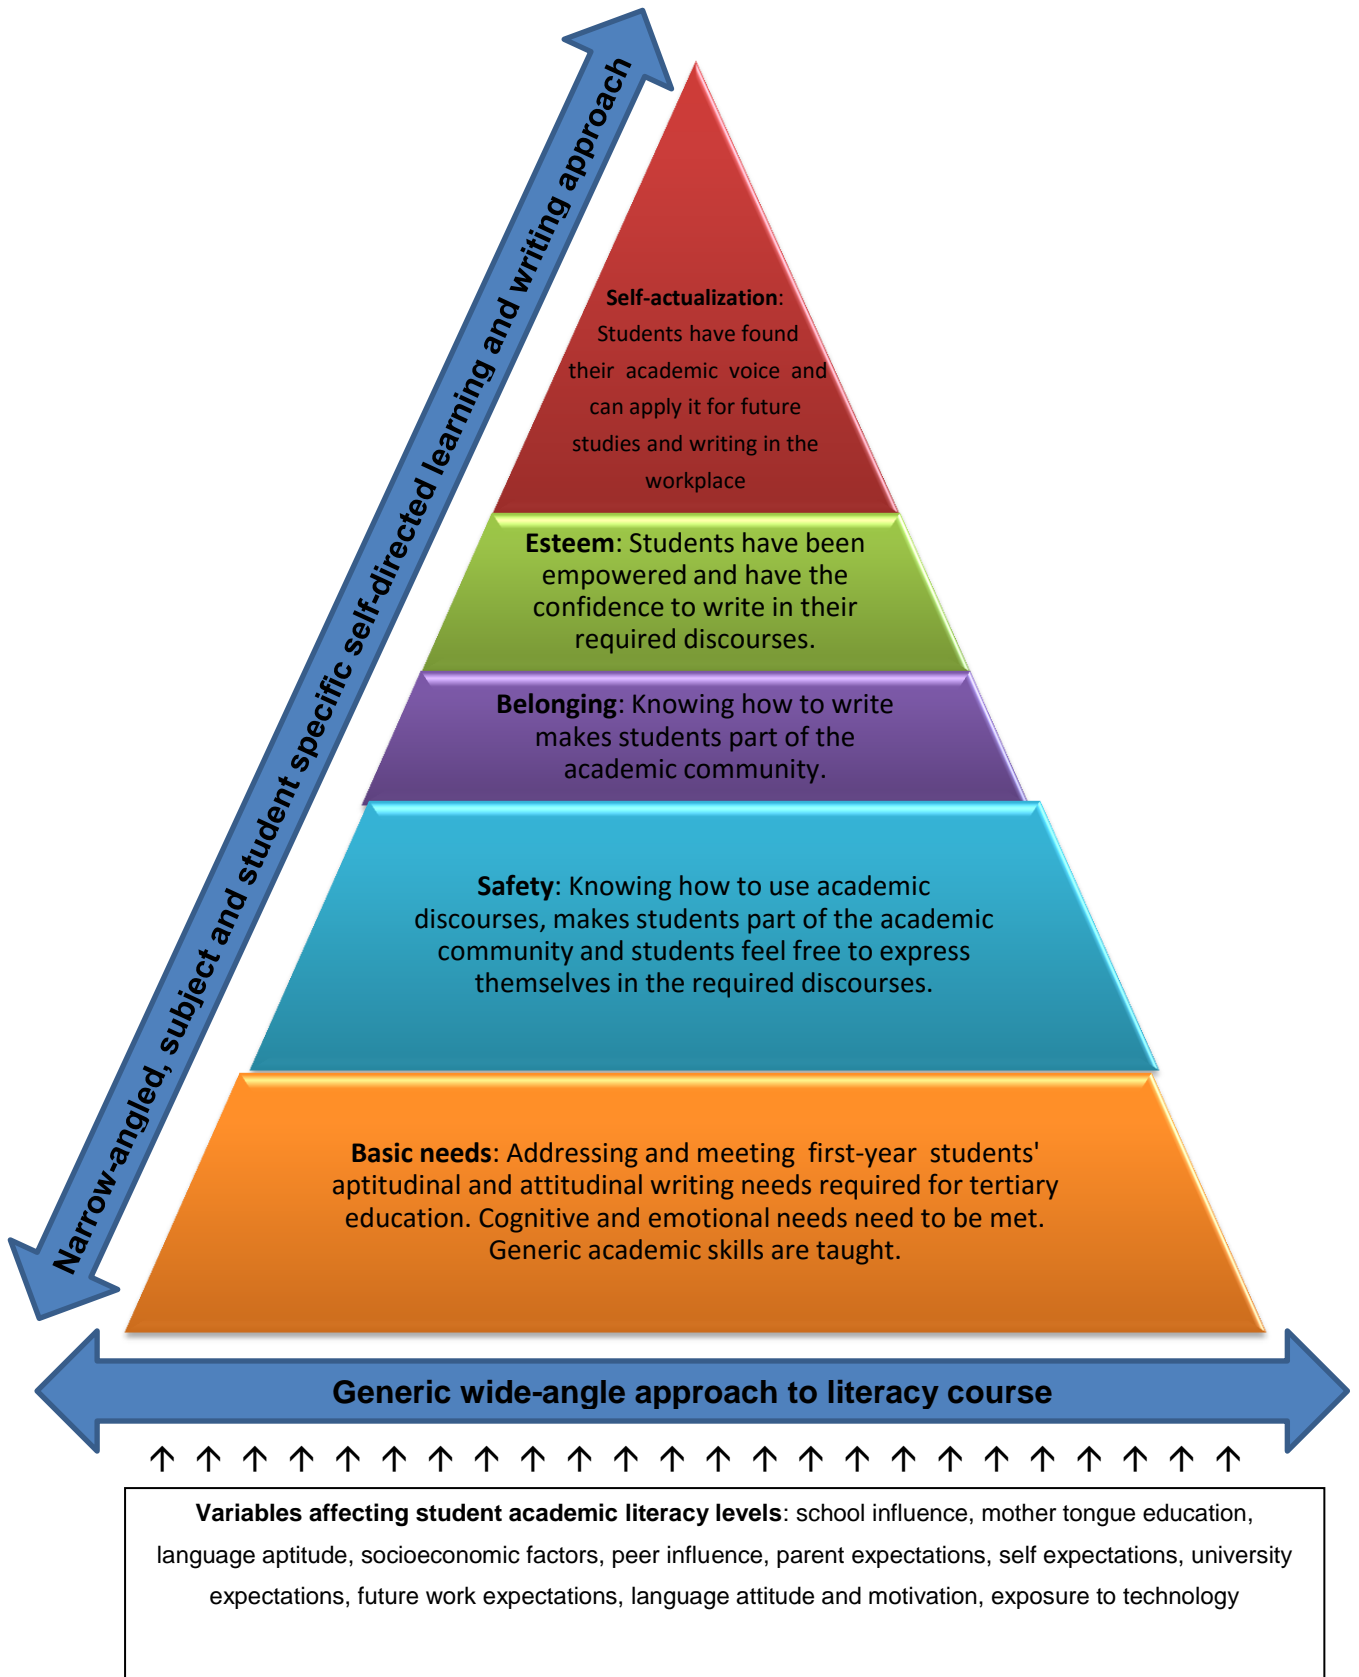 Narrow-angled, subject and student specific self-directed learning and writing approach
Self-actualization:
Students have found
their academic voice and
can apply it for future
studies and writing in the
workplace
Esteem: Students have been
empowered and have the
confidence to write in their
required discourses.
Belonging: Knowing how to write
makes students part of the
academic community.
Safety: Knowing how to use academic
discourses, makes students part of the academic
community and students feel free to express
themselves in the required discourses.
Basic needs: Addressing and meeting first-year students'
aptitudinal and attitudinal writing needs required for tertiary
education. Cognitive and emotional needs need to be met.
Generic academic skills are taught.
Generic wide-angle approach to literacy course
Variables affecting student academic literacy levels: school influence, mother tongue education,
language aptitude, socioeconomic factors, peer influence, parent expectations, self expectations, university
expectations, future work expectations, language attitude and motivation, exposure to technology